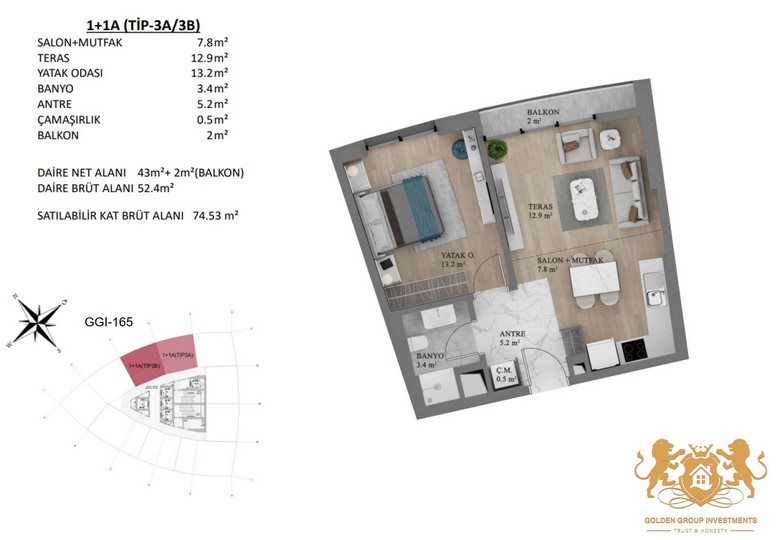 1+1A (TİP-3A/3B)
SALON+MUTFAK 7.8m²
TERAS 12.9m²
YATAK ODASI 13.2m²
BANYO 3.4m²
ANTRE 5.2m²
ÇAMAŞIRLIK 0.5m²
BALKON 2m²
DAİRE NET ALANI 43m²+ 2m²(BALKON)
DAİRE BRÜT ALANI 52.4m²
SATILABİLİR KAT BRÜT ALANI 74.53 m²
BALKON
2 m²
TERAS
12.9 m²
YATAK O.
13.2 m²
SALON + MUTFAK
7.8 m²
ANTRE
5.2 m²
BANYO
3.4 m²
Ç.M.
0.5 m²
N
O
W
S
GGI-165
1+1A(TİP3B)
1+1A(TİP3A)
GOLDEN GROUP INVESTMENTS
TRUST & HONESTY